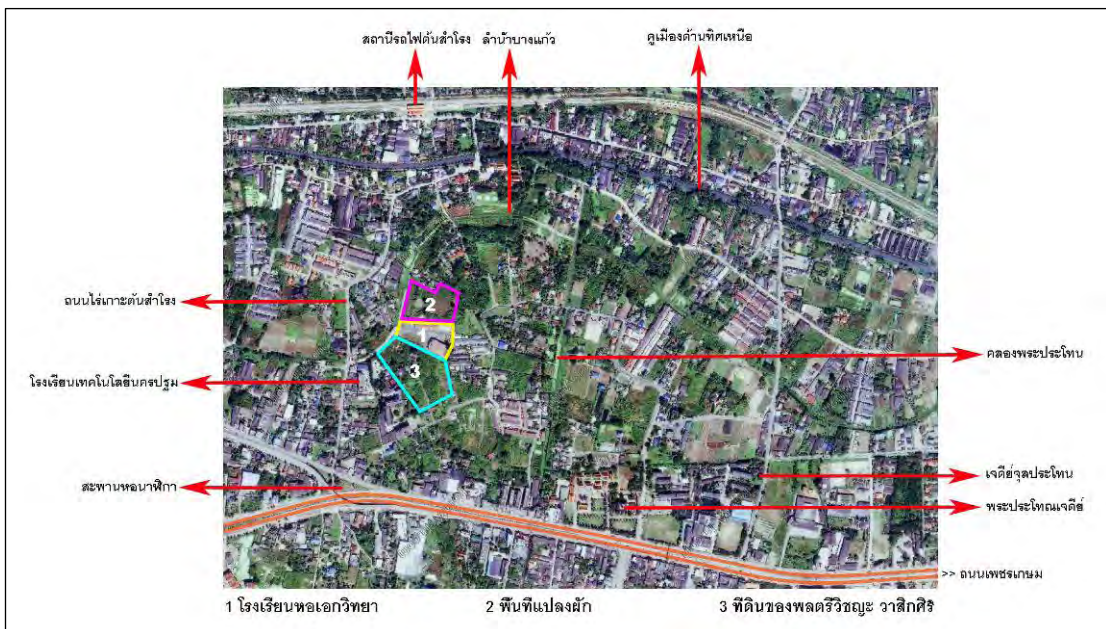 สถานีรถไฟต้นสำโรง
ลำน้ำบางแก้ว
คูเมืองด้านทิศเหนือ
ถนนไร่เกาะต้นสำโรง
2
1
3
คลองพระประโทน
โรงเรียนเทคโนโลยีนครปฐม
เจดีย์จุลประโทน
สะพานหอนาฬิกา
พระประโทณเจดีย์
>> ถนนเพชรเกษม
1 โรงเรียนหอเอกวิทยา 2 พื้นที่แปลงผัก 3 ที่ดินของพลตรีวิชญะ วาสิกศิริ